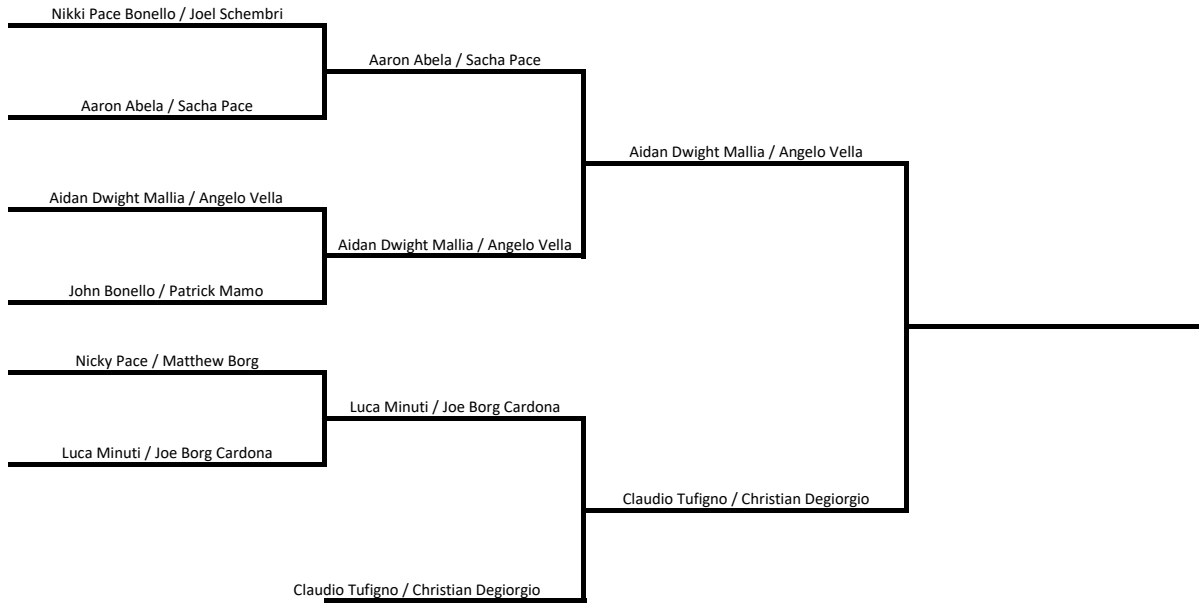 Nikki Pace Bonello / Joel Schembri
Aaron Abela / Sacha Pace
Aaron Abela / Sacha Pace
Aidan Dwight Mallia / Angelo Vella
Aidan Dwight Mallia / Angelo Vella
Aidan Dwight Mallia / Angelo Vella
John Bonello / Patrick Mamo
Nicky Pace / Matthew Borg
Luca Minuti / Joe Borg Cardona
Luca Minuti / Joe Borg Cardona
Claudio Tufigno / Christian Degiorgio
Claudio Tufigno / Christian Degiorgio